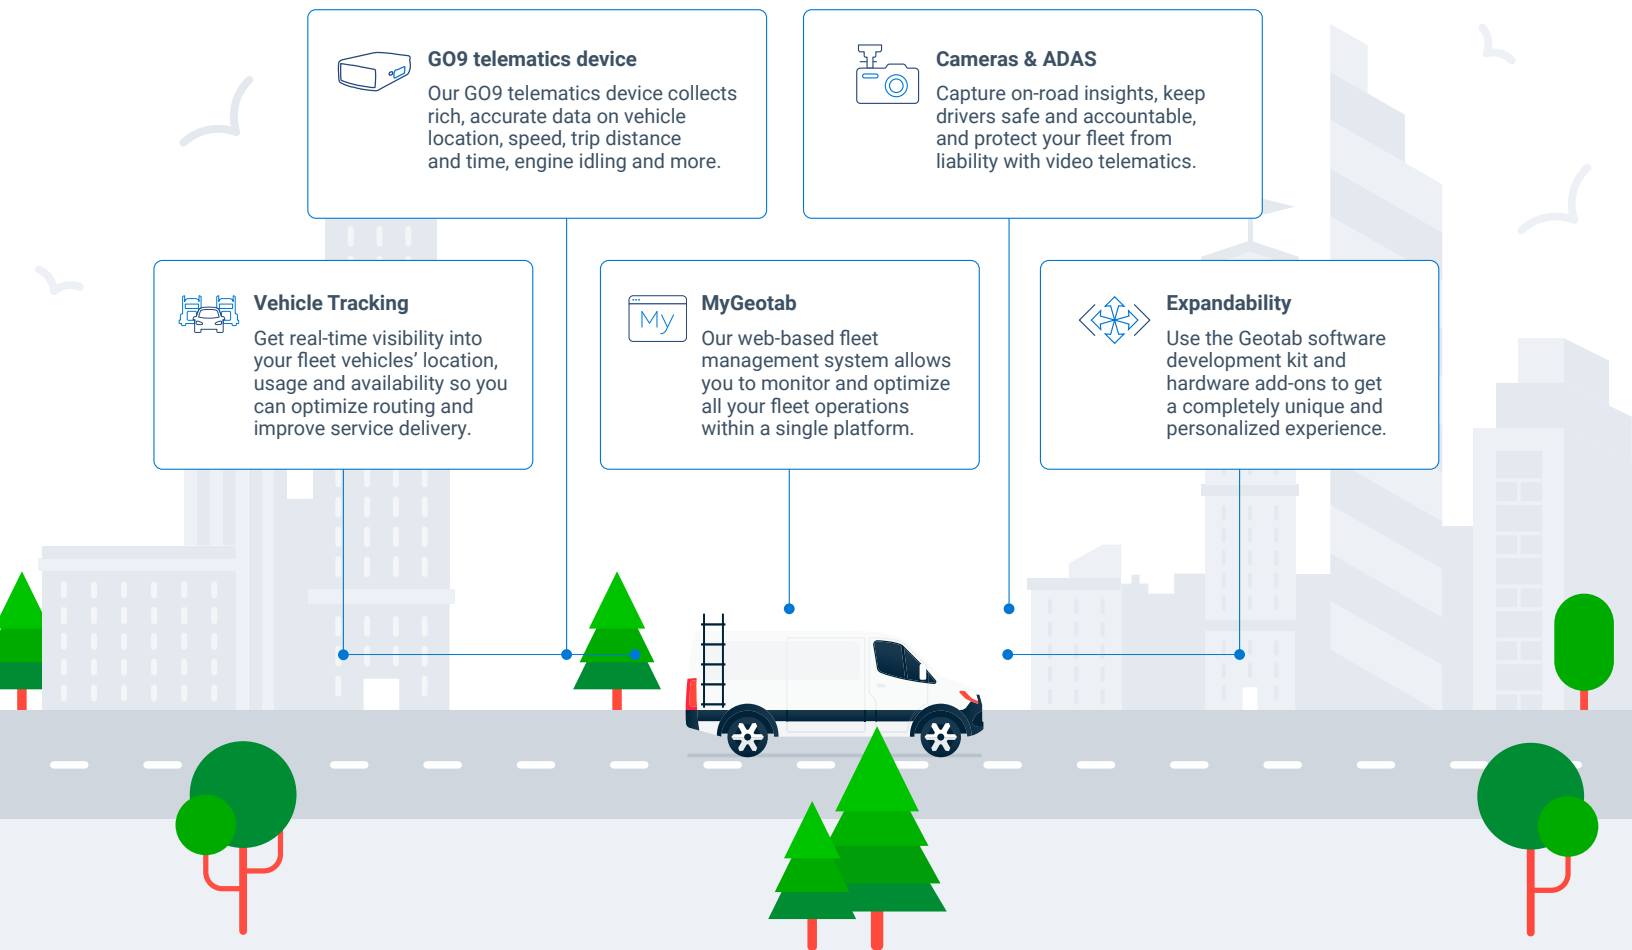 GO9 telematics device
Our GO9 telematics device collects
rich, accurate data on vehicle
location, speed, trip distance
and time, engine idling and more.
Cameras & ADAS
Capture on-road insights, keep
drivers safe and accountable,
and protect your fleet from
liability with video telematics.
Vehicle Tracking
Get real-time visibility into
your fleet vehicles’ location,
usage and availability so you
can optimize routing and
improve service delivery.
My
MyGeotab
Our web-based fleet
management system allows
you to monitor and optimize
all your fleet operations
within a single platform.
Expandability
Use the Geotab software
development kit and
hardware add-ons to get
a completely unique and
personalized experience.